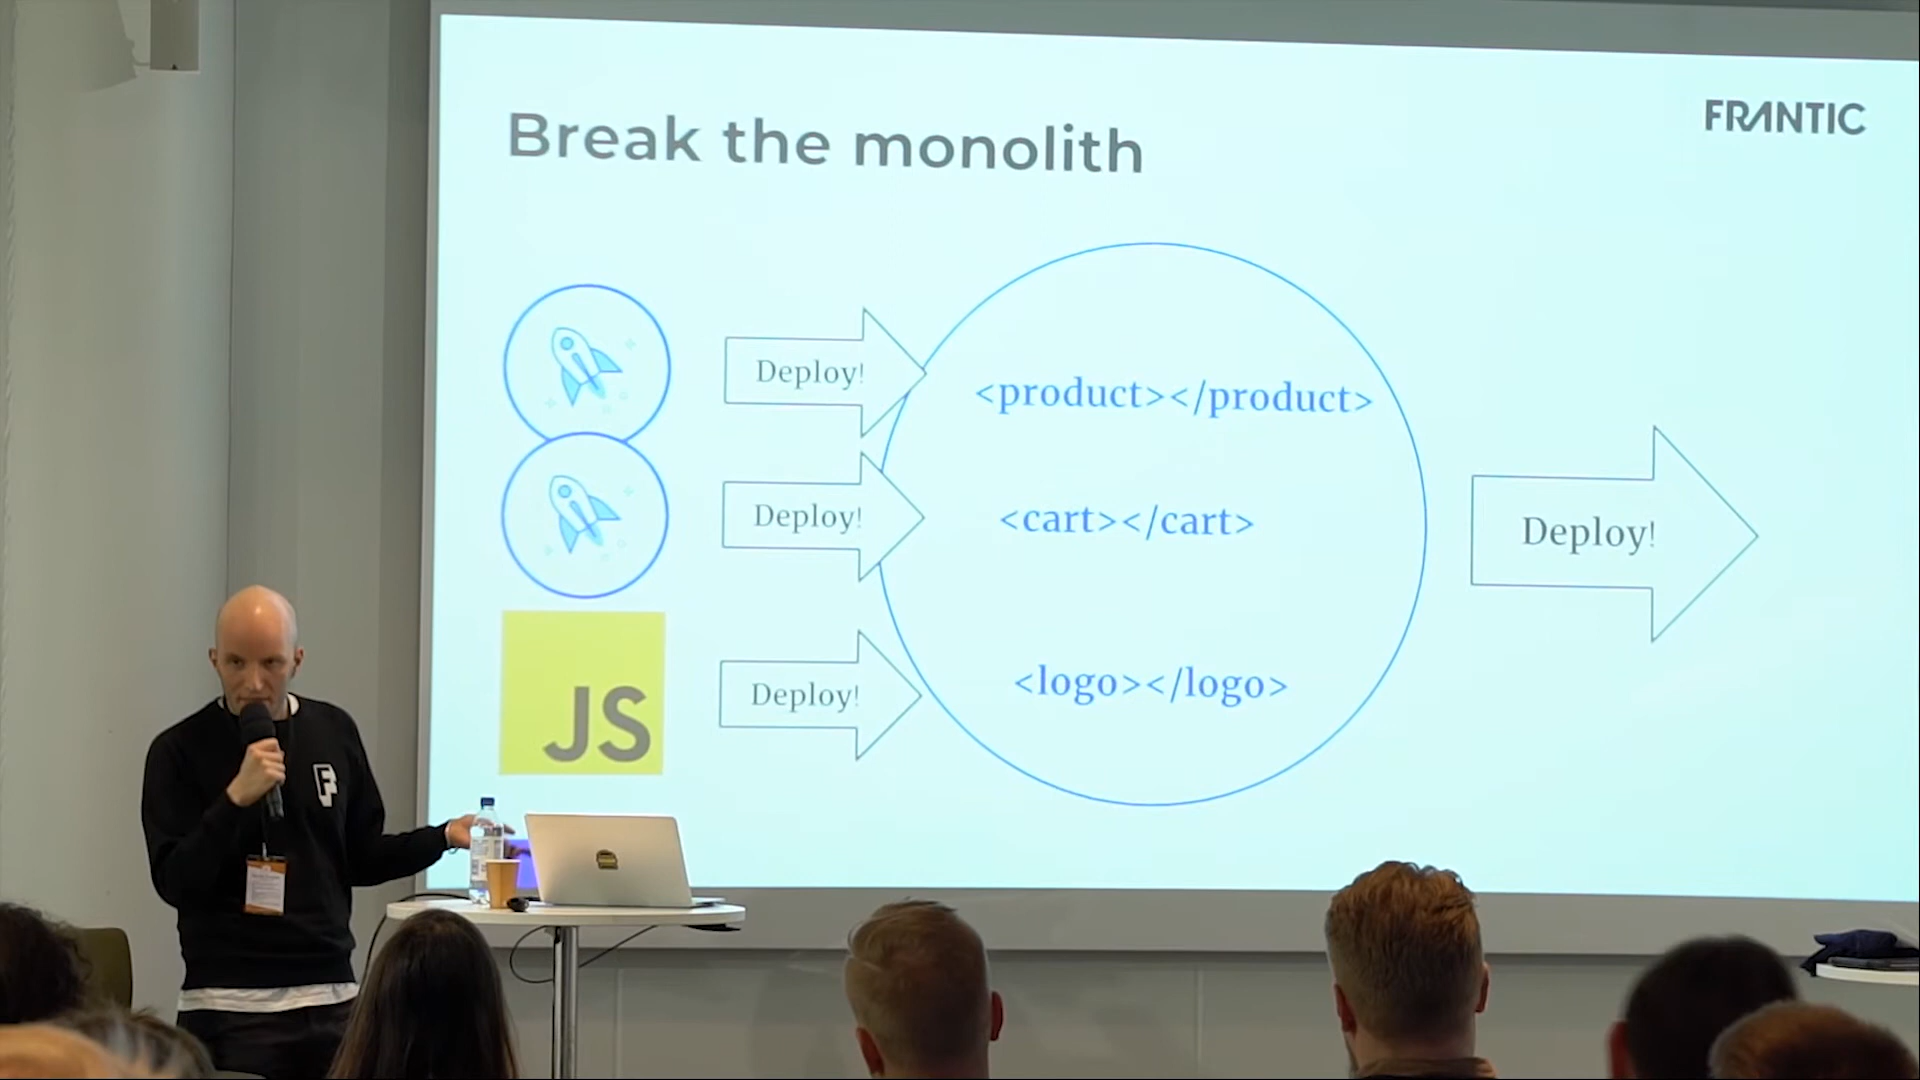 Break the monolith
FRANTIC
Deploy!
<product></product>
Deploy!
<cart></cart>
Deploy!
Deploy!
<logo></logo>
JS
F